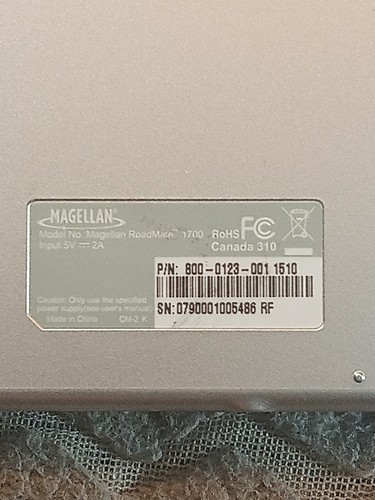 MAGELLAN
Model No. Magellan RoadMate 1700
Input 5V ⎓ 2A
RoHS FC
Canada 310
P/N: 800-0123-001 1510
SN:0790001005486 RF
Caution: Only use the specified
power supply(see user's manual)
Made in China CM-2 K